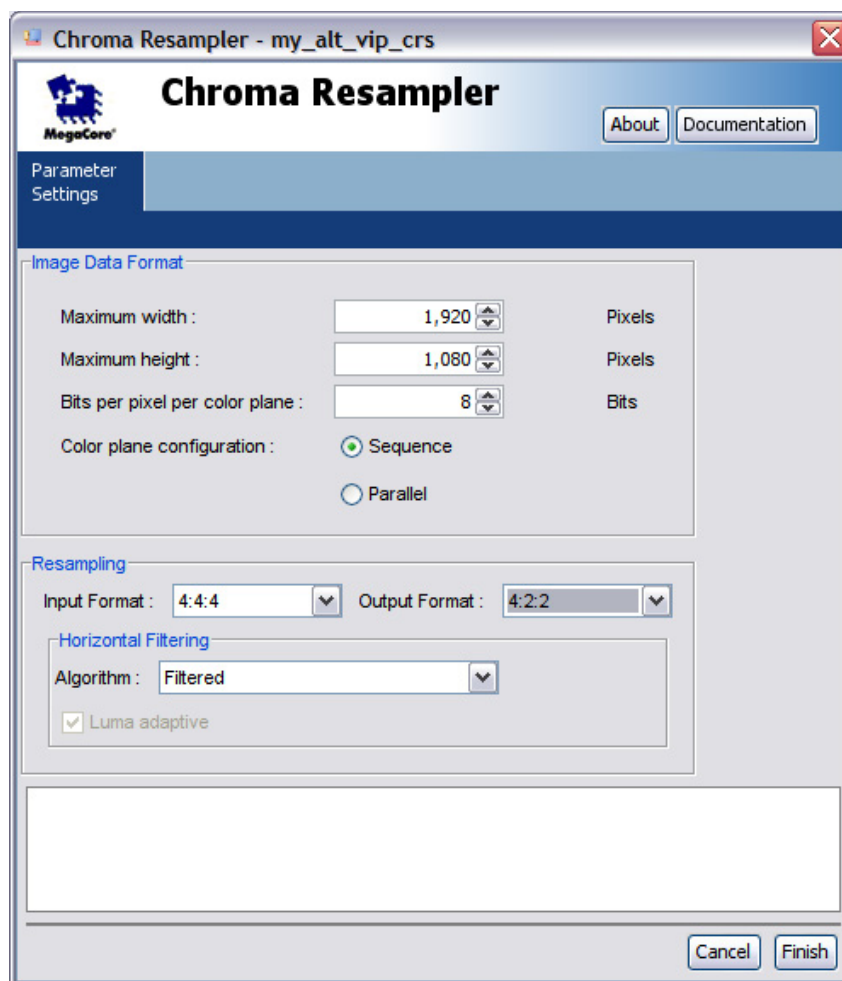 Chroma Resampler - my_alt_vip_crs
MegaCore®
Chroma Resampler
About
Documentation
Parameter
Settings
Image Data Format
Maximum width : 1,920 Pixels
Maximum height : 1,080 Pixels
Bits per pixel per color plane : 8 Bits
Color plane configuration : Sequence
Parallel
Resampling
Input Format : 4:4:4 Output Format : 4:2:2
Horizontal Filtering
Algorithm : Filtered
Luma adaptive
Cancel Finish